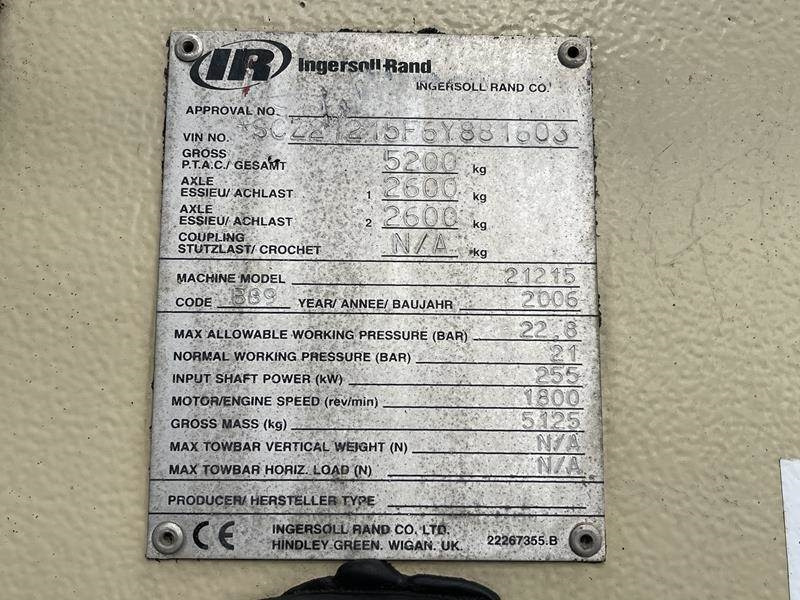 IR Ingersoll-Rand
INGERSOLL RAND CO.
APPROVAL NO.
VIN NO. *SCZ21215F6Y881603
GROSS
P.T.A.C./ GESAMT 5200 kg
AXLE
ESSIEU/ ACHLAST 1 2600 kg
AXLE
ESSIEU/ ACHLAST 2 2600 kg
COUPLING
STUTZLAST/ CROCHET N/A kg
MACHINE MODEL 21215
CODE BB9 YEAR/ ANNEE/ BAUJAHR 2006
MAX ALLOWABLE WORKING PRESSURE (BAR) 22.8
NORMAL WORKING PRESSURE (BAR) 21
INPUT SHAFT POWER (kW) 255
MOTOR/ENGINE SPEED (rev/min) 1800
GROSS MASS (kg) 5125
MAX TOWBAR VERTICAL WEIGHT (N) N/A
MAX TOWBAR HORIZ. LOAD (N) N/A
PRODUCER/ HERSTELLER TYPE
CE INGERSOLL RAND CO. LTD.
HINDLEY GREEN. WIGAN. UK. 22267355.B